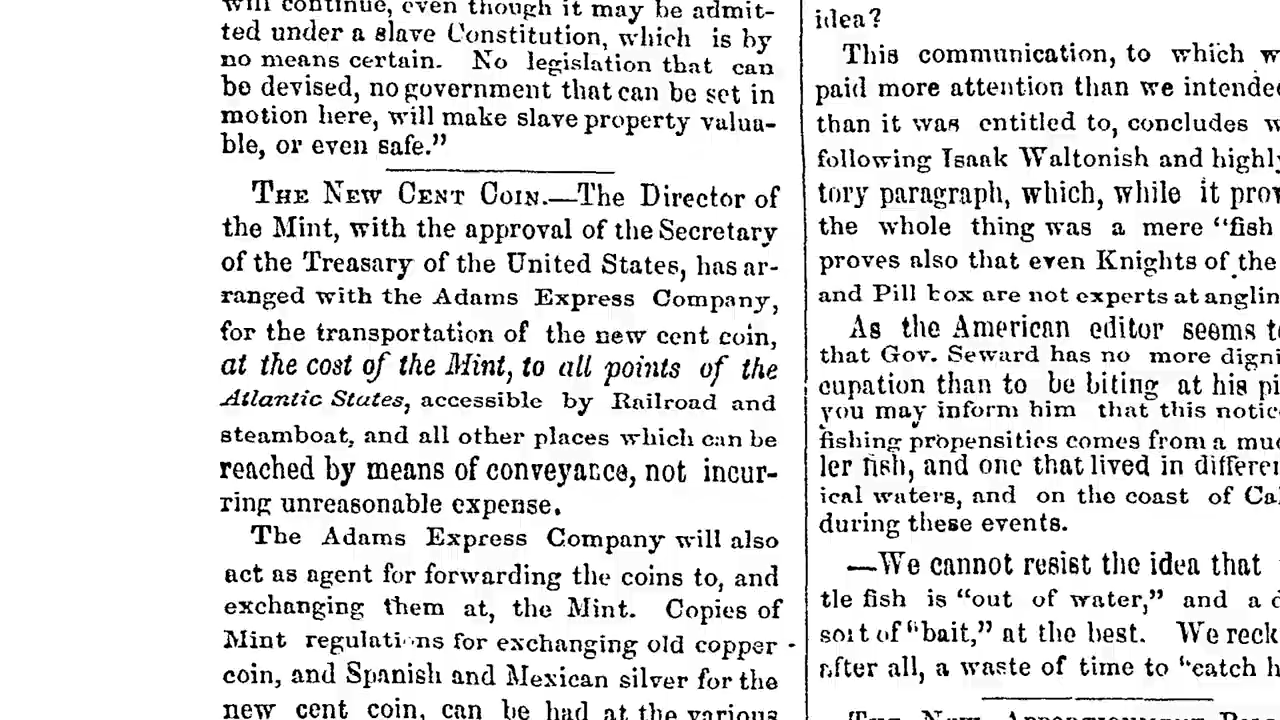 will continue, even though it may be admit-
ted under a slave Constitution, which is by
no means certain. No legislation that can
be devised, no government that can be set in
motion here, will make slave property valua-
ble, or even safe.”
THE NEW CENT COIN.—The Director of
the Mint, with the approval of the Secretary
of the Treasury of the United States, has ar-
ranged with the Adams Express Company,
for the transportation of the new cent coin,
at the cost of the Mint, to all points of the
Atlantic States, accessible by Railroad and
steamboat, and all other places which can be
reached by means of conveyance, not incur-
ring unreasonable expense.
The Adams Express Company will also
act as agent for forwarding the coins to, and
exchanging them at, the Mint. Copies of
Mint regulations for exchanging old copper
coin, and Spanish and Mexican silver for the
new cent coin, can be had at the various
idea?
This communication, to which w
paid more attention than we intende
than it was entitled to, concludes w
following Isaak Waltonish and highly
tory paragraph, which, while it prov
the whole thing was a mere “fish
proves also that even Knights of the
and Pill box are not experts at anglin
As the American editor seems to
that Gov. Seward has no more digni
cupation than to be biting at his pi
you may inform him that this notice
fishing propensities comes from a muc
ler fish, and one that lived in differen
ical waters, and on the coast of Cal
during these events.
—We cannot resist the idea that
tle fish is “out of water,” and a d
sort of “bait,” at the best. We reck
after all, a waste of time to “catch h
THE NEW APPORTIONMENT